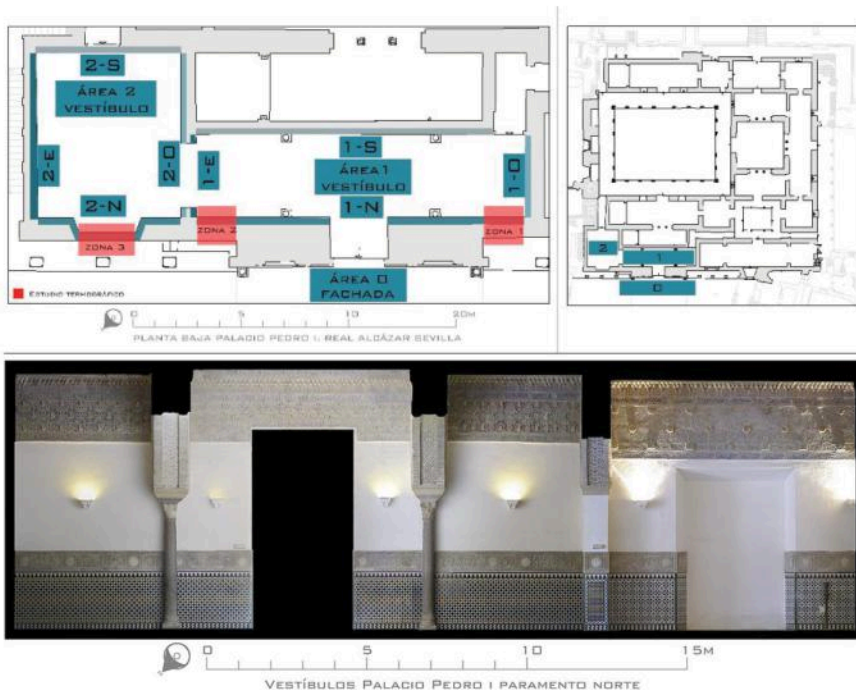 2-S
ÁREA 2
VESTÍBULO
2-E
2-O
2-N
1-E
1-S
ÁREA 1
VESTÍBULO
1-N
1-O
ZONA 3
ZONA 2
ZONA 1
ÁREA 0
FACHADA
ESTUDIO TERMOGRÁFICO
0 5 10 20M
PLANTA BAJA PALACIO PEDRO I; REAL ALCÁZAR SEVILLA
2
1
0
0 5 10 15M
VESTÍBULOS PALACIO PEDRO I PARAMENTO NORTE